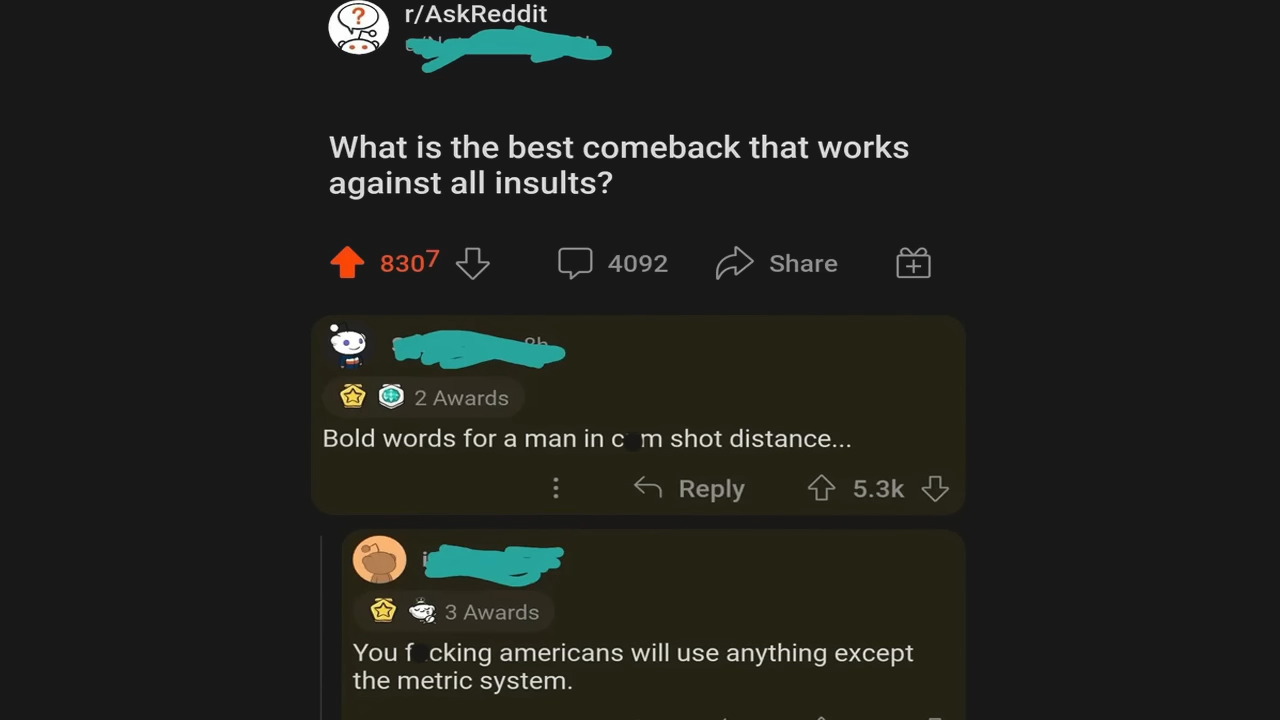 r/AskReddit
What is the best comeback that works
against all insults?
8307
4092
Share
2 Awards
Bold words for a man in c m shot distance...
Reply
5.3k
3 Awards
You f cking americans will use anything except
the metric system.